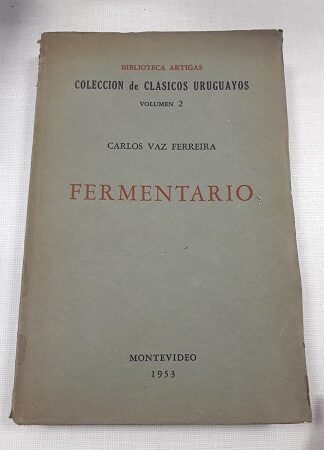 BIBLIOTECA ARTIGAS
COLECCION de CLASICOS URUGUAYOS
VOLUMEN 2
CARLOS VAZ FERREIRA
FERMENTARIO
MONTEVIDEO
1953